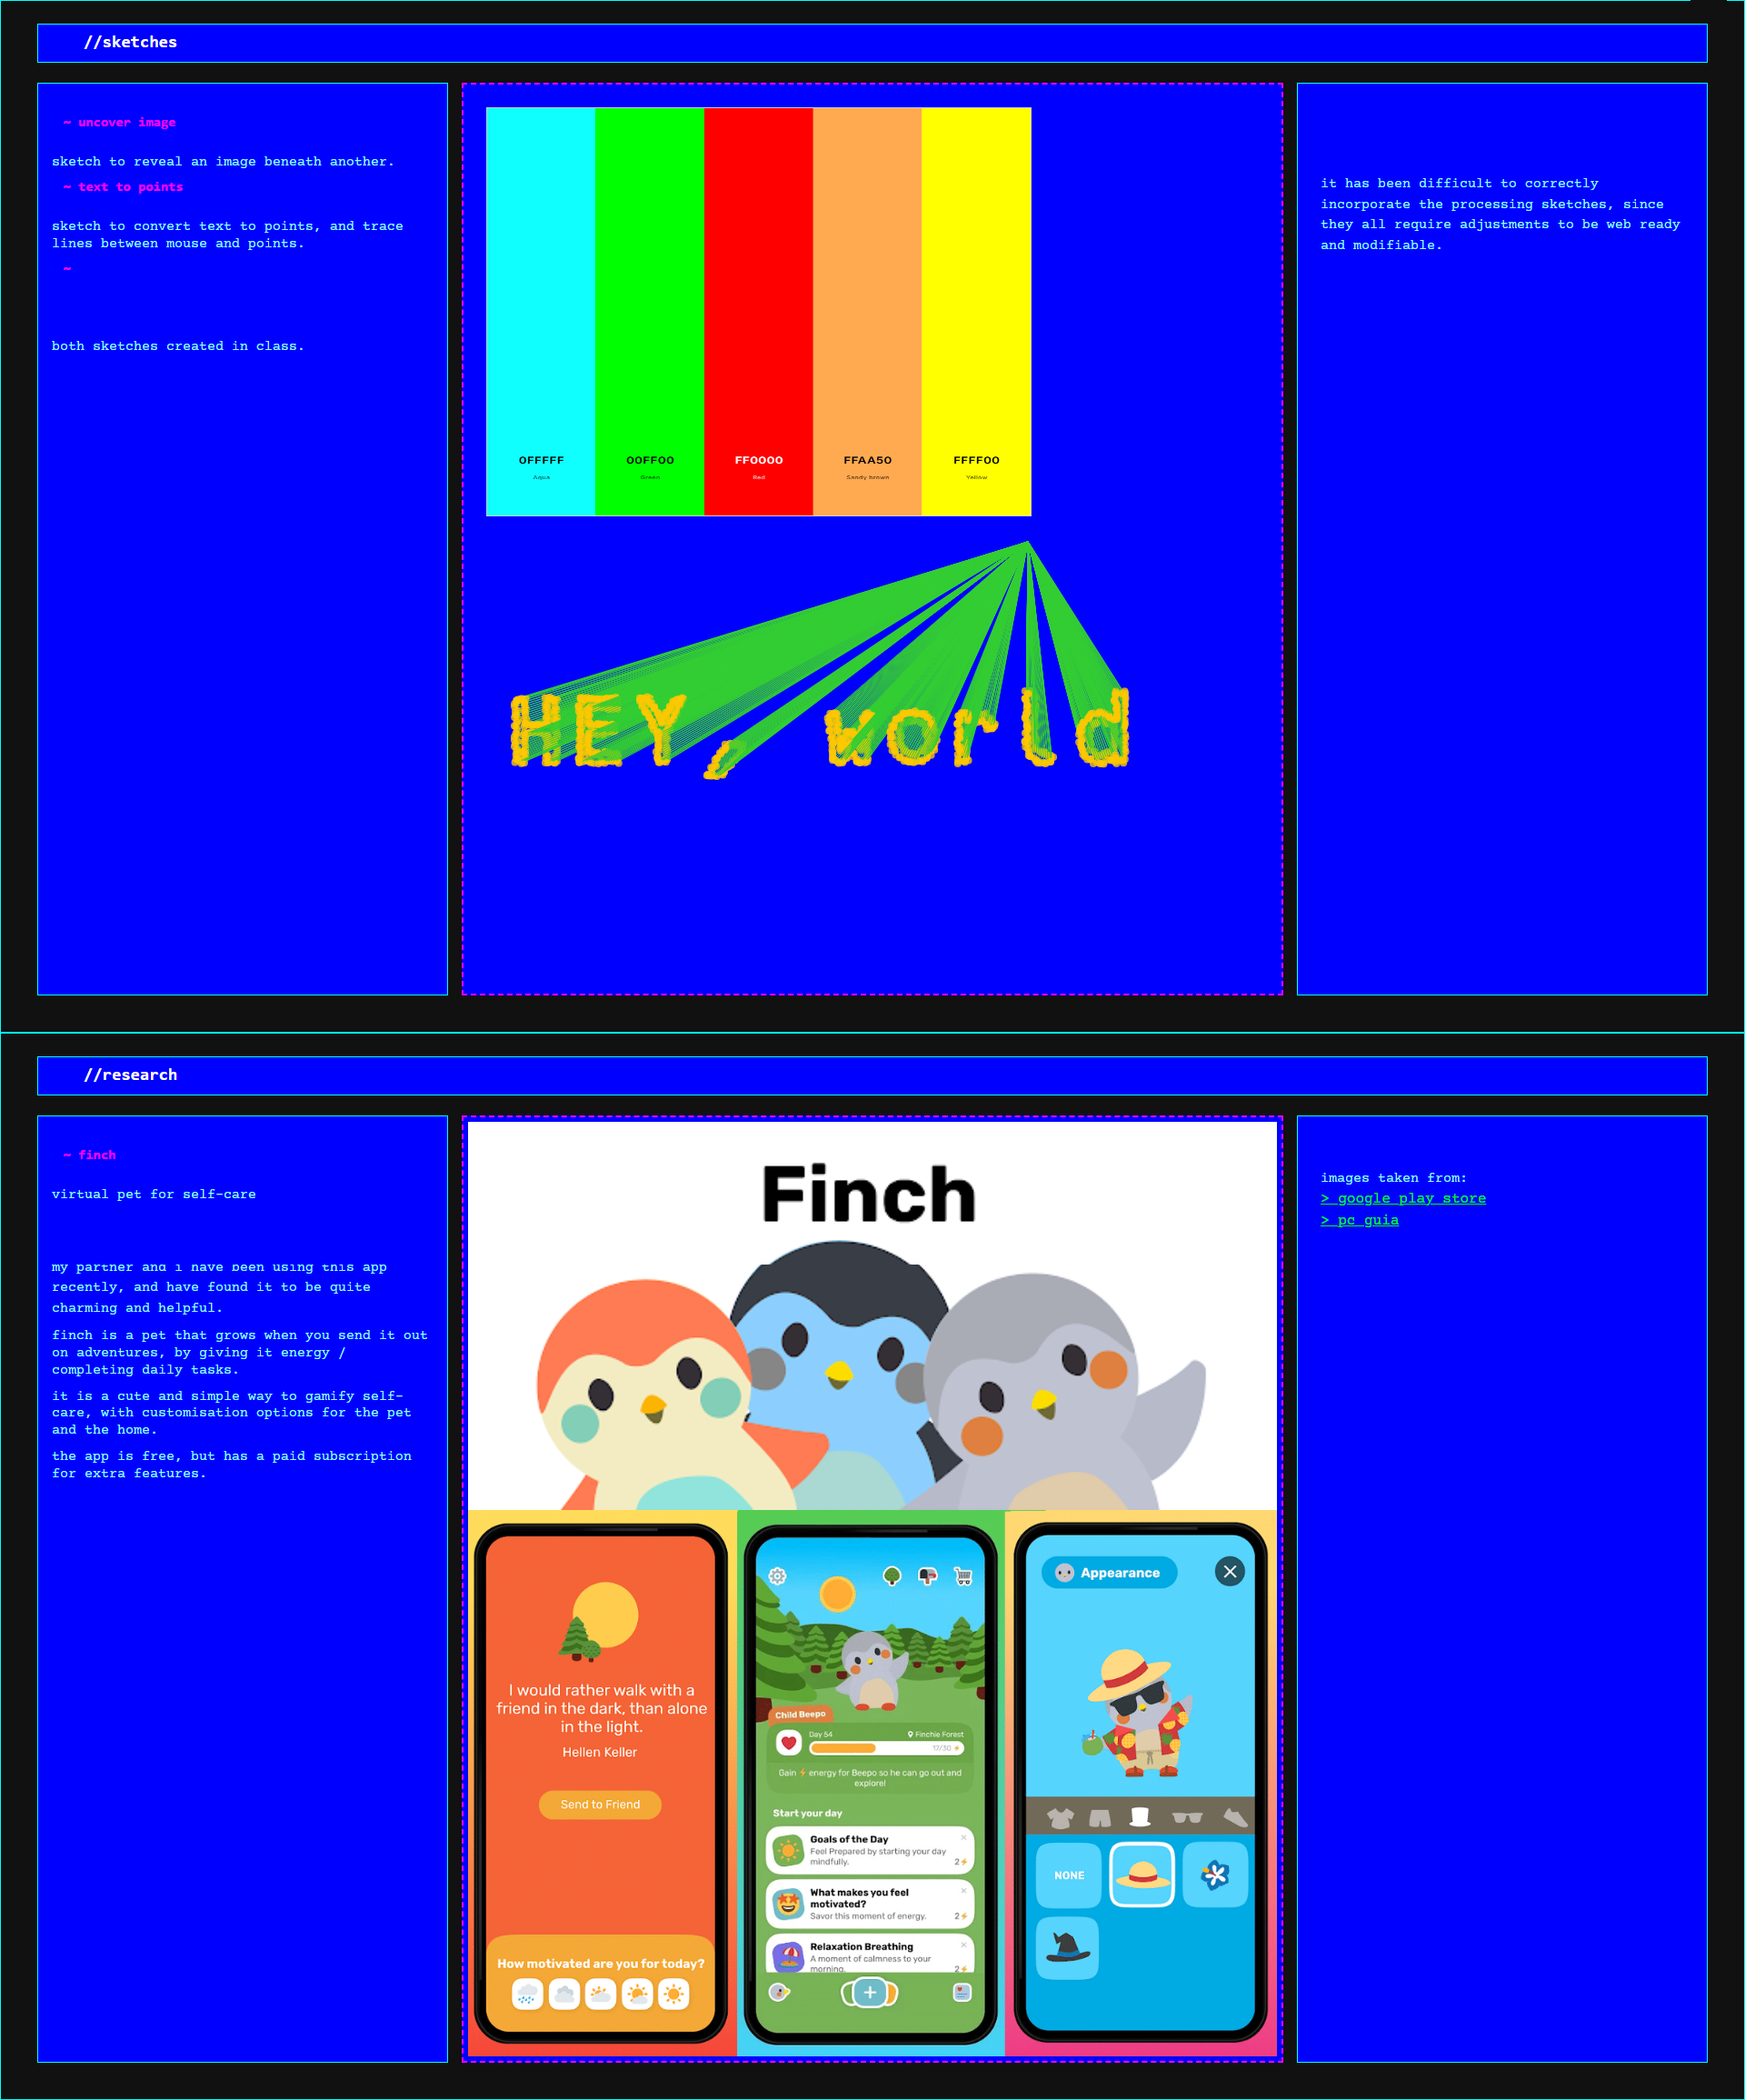 //sketches
~ uncover image
sketch to reveal an image beneath another.
~ text to points
sketch to convert text to points, and trace
lines between mouse and points.
~
both sketches created in class.
0FFFFF
00FF00
FF0000
FFAA50
FFFF00
Aqua
Green
Red
Sandy brown
Yellow
HEY, world
it has been difficult to correctly
incorporate the processing sketches, since
they all require adjustments to be web ready
and modifiable.
//research
~ finch
virtual pet for self-care
my partner and i have been using this app
recently, and have found it to be quite
charming and helpful.
finch is a pet that grows when you send it out
on adventures, by giving it energy /
completing daily tasks.
it is a cute and simple way to gamify self-
care, with customisation options for the pet
and the home.
the app is free, but has a paid subscription
for extra features.
Finch
I would rather walk with a
friend in the dark, than alone
in the light.
Hellen Keller
Send to Friend
How motivated are you for today?
Child Beepo
Day 54
Finchie Forest
17/30
Gain ⚡ energy for Beepo so he can go out and
explore!
Start your day
Goals of the Day
Feel Prepared by starting your day
mindfully.
2⚡
What makes you feel
motivated?
Savor this moment of energy.
2⚡
Relaxation Breathing
A moment of calmness to your
morning.
2⚡
Appearance
NONE
images taken from:
> google play store
> pc guia